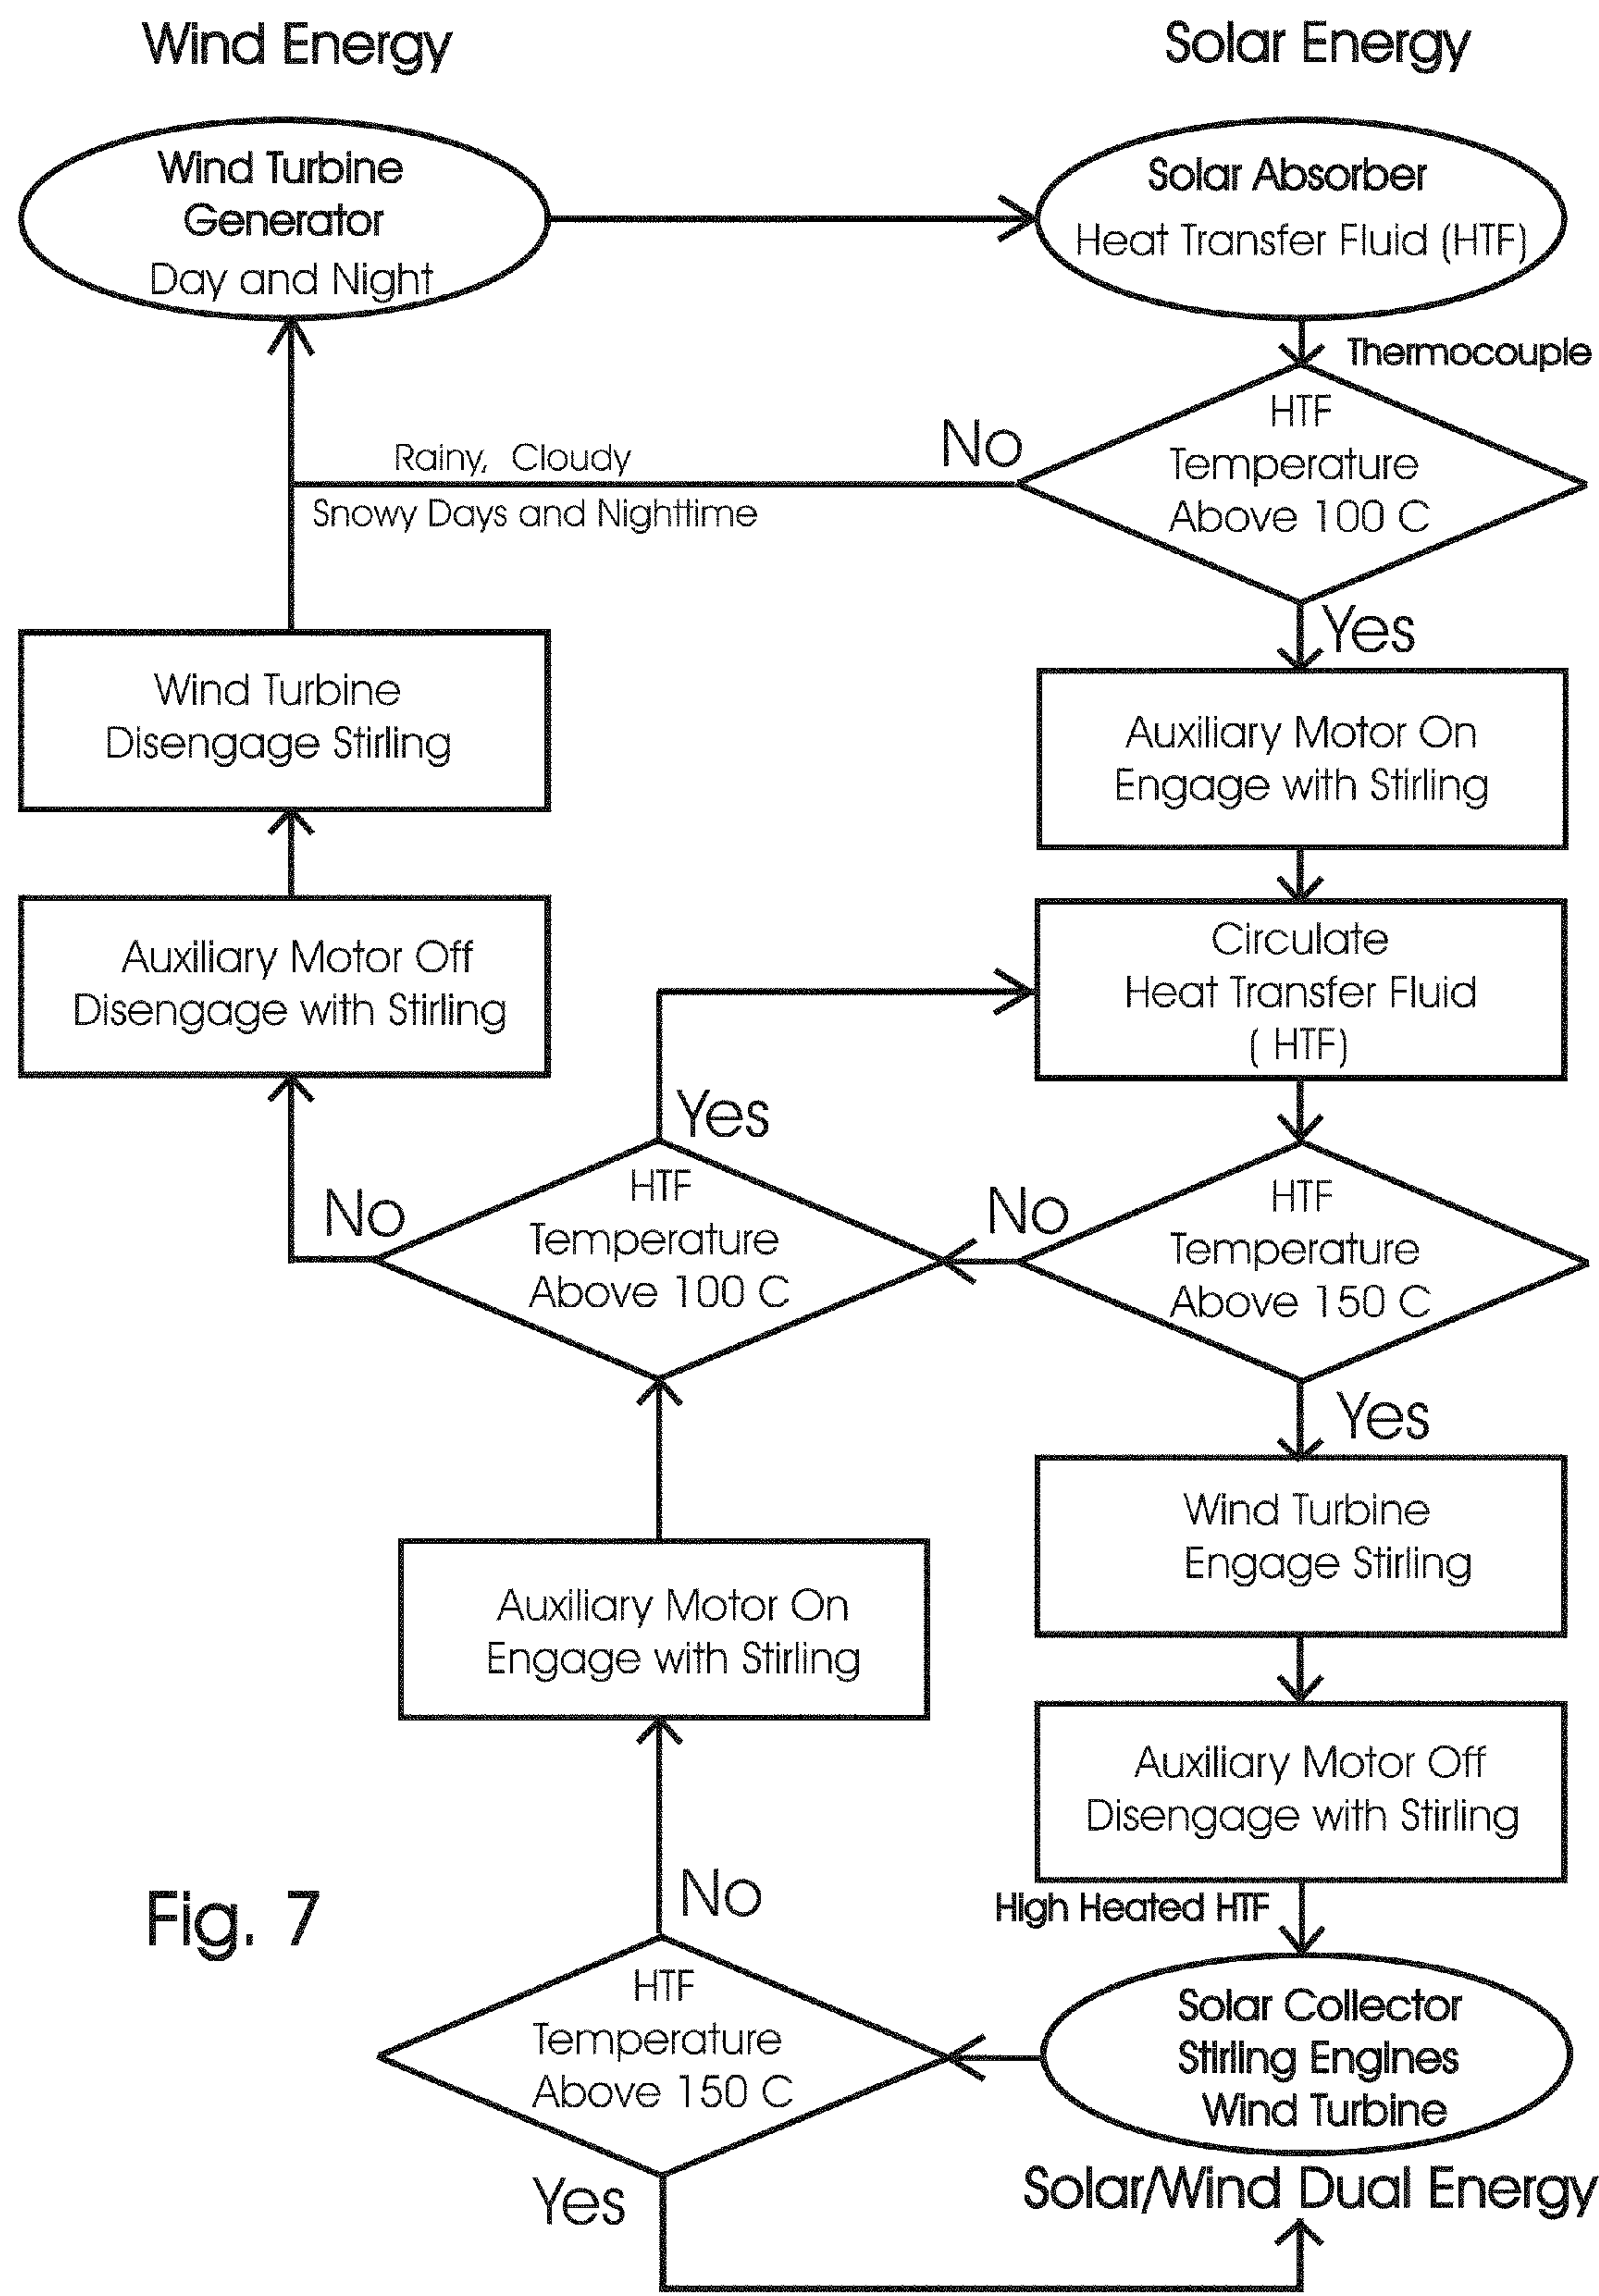 Wind Energy
Solar Energy
Wind Turbine
Generator
Day and Night
Solar Absorber
Heat Transfer Fluid (HTF)
Thermocouple
HTF
Temperature
Above 100 C
No
Rainy, Cloudy
Snowy Days and Nighttime
Yes
Wind Turbine
Disengage Stirling
Auxiliary Motor On
Engage with Stirling
Auxiliary Motor Off
Disengage with Stirling
Circulate
Heat Transfer Fluid
( HTF)
Yes
HTF
Temperature
Above 100 C
No
No
HTF
Temperature
Above 150 C
Yes
Wind Turbine
Engage Stirling
Auxiliary Motor On
Engage with Stirling
Auxiliary Motor Off
Disengage with Stirling
High Heated HTF
No
Fig. 7
HTF
Temperature
Above 150 C
Solar Collector
Stirling Engines
Wind Turbine
Yes
Solar/Wind Dual Energy